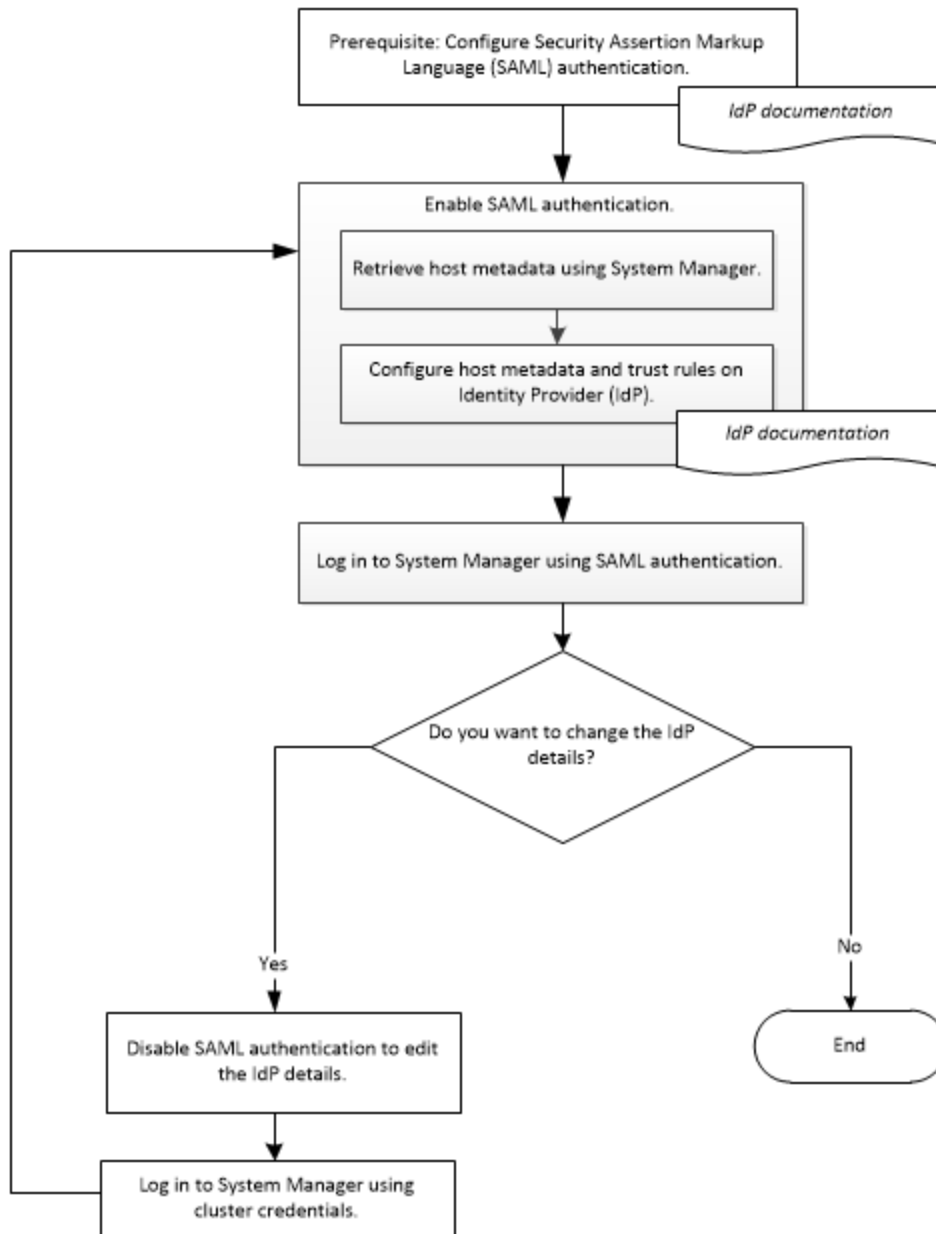 Prerequisite: Configure Security Assertion Markup
Language (SAML) authentication.
IdP documentation
Enable SAML authentication.
Retrieve host metadata using System Manager.
Configure host metadata and trust rules on
Identity Provider (IdP).
IdP documentation
Log in to System Manager using SAML authentication.
Do you want to change the IdP
details?
Yes
No
Disable SAML authentication to edit
the IdP details.
End
Log in to System Manager using
cluster credentials.